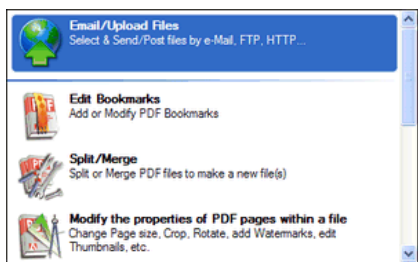 Email/Upload Files
Select & Send/Post files by e-Mail, FTP, HTTP...
Edit Bookmarks
Add or Modify PDF Bookmarks
Split/Merge
Split or Merge PDF files to make a new file(s)
Modify the properties of PDF pages within a file
Change Page size, Crop, Rotate, add Watermarks, edit
Thumbnails, etc.